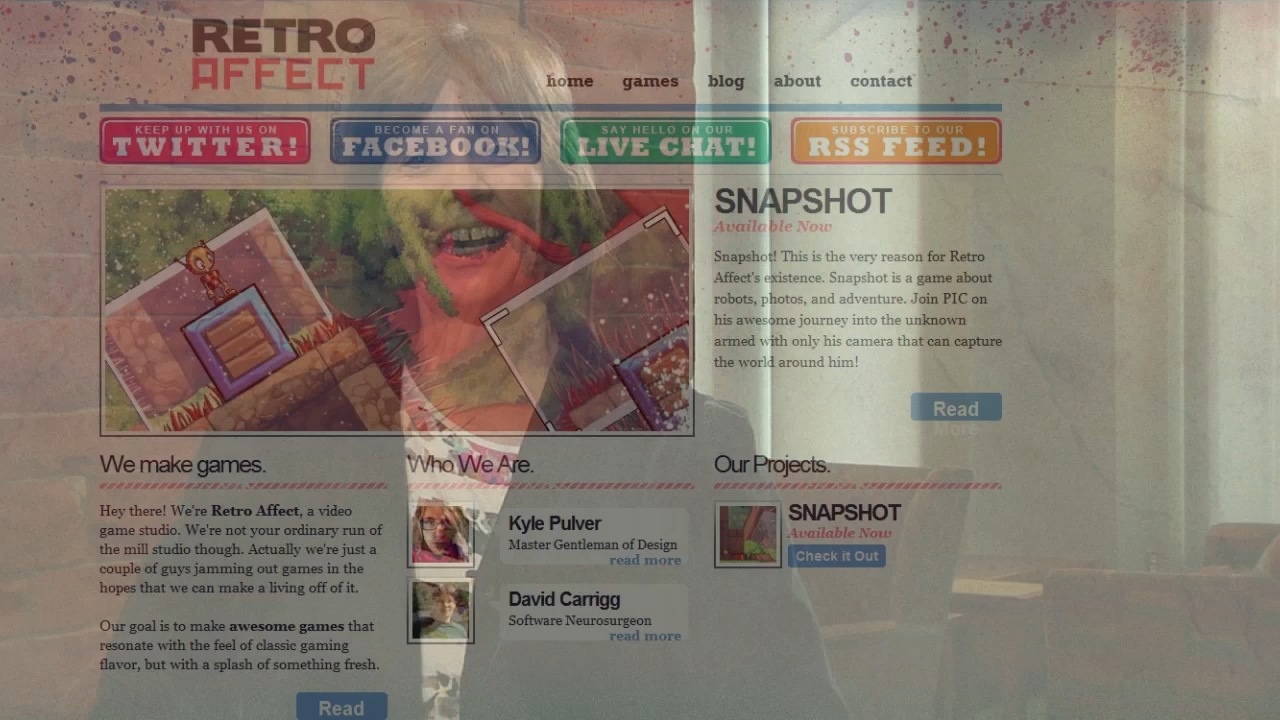 RETRO
AFFECT
home games blog about contact
KEEP UP WITH US ON
TWITTER!
BECOME A FAN ON
FACEBOOK!
SAY HELLO ON OUR
LIVE CHAT!
SUBSCRIBE TO OUR
RSS FEED!
SNAPSHOT
Available Now
Snapshot! This is the very reason for Retro
Affect's existence. Snapshot is a game about
robots, photos, and adventure. Join PIC on
his awesome journey into the unknown
armed with only his camera that can capture
the world around him!
Read
More
We make games.
Hey there! We're Retro Affect, a video
game studio. We're not your ordinary run of
the mill studio though. Actually we're just a
couple of guys jamming out games in the
hopes that we can make a living off of it.
Our goal is to make awesome games that
resonate with the feel of classic gaming
flavor, but with a splash of something fresh.
Read
Who We Are.
Kyle Pulver
Master Gentleman of Design
read more
David Carrigg
Software Neurosurgeon
read more
Our Projects.
SNAPSHOT
Available Now
Check it Out